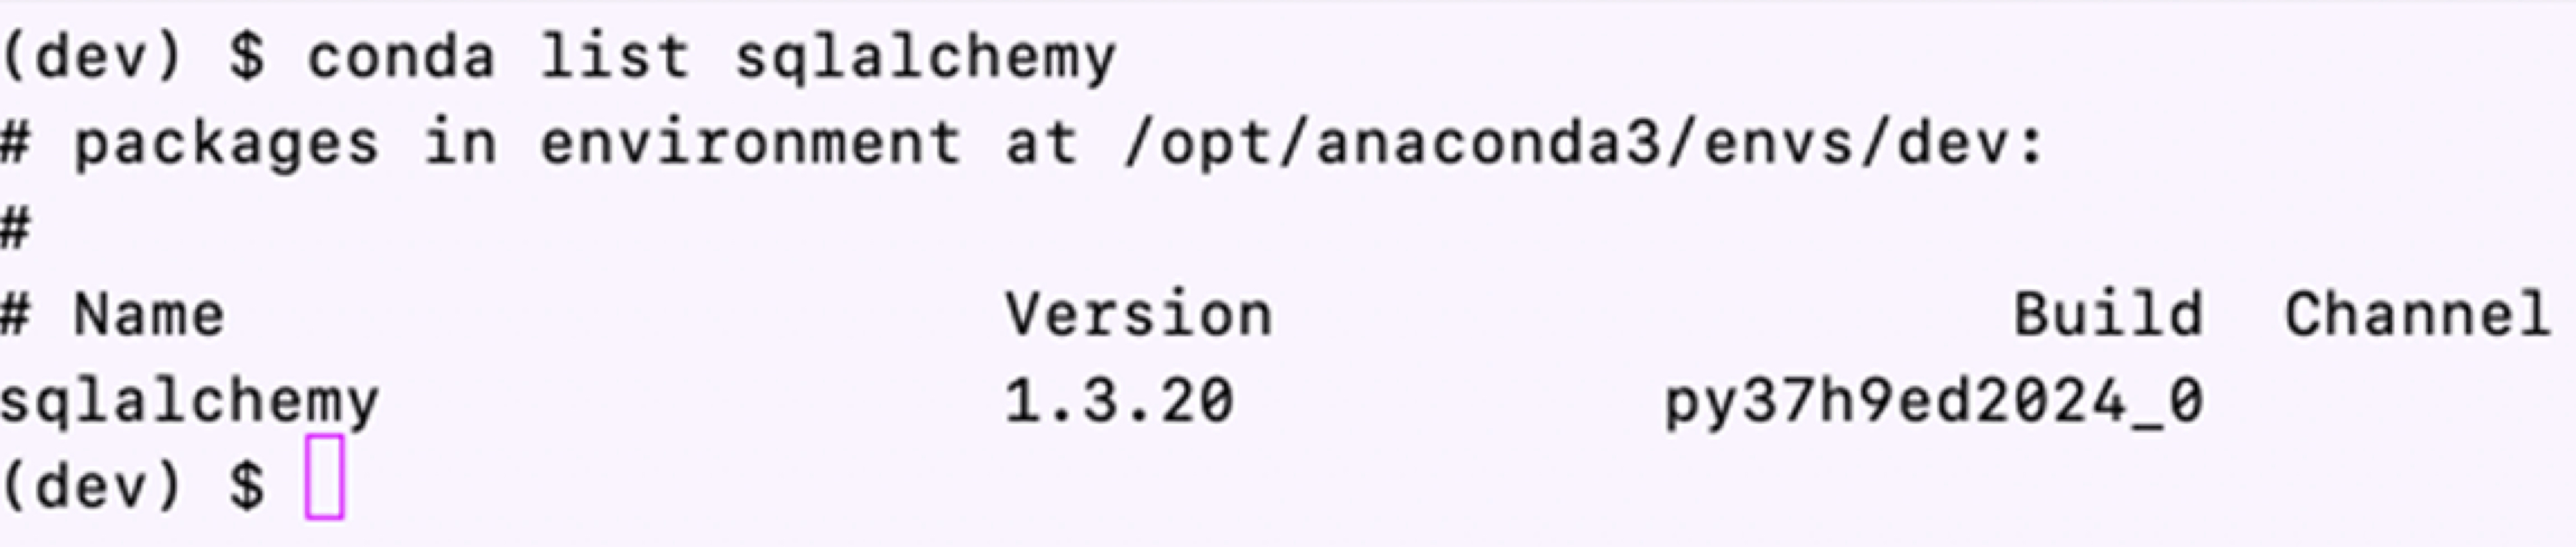 (dev) $ conda list sqlalchemy
# packages in environment at /opt/anaconda3/envs/dev:
#
# Name                    Version                   Build  Channel
sqlalchemy                1.3.20           py37h9ed2024_0
(dev) $